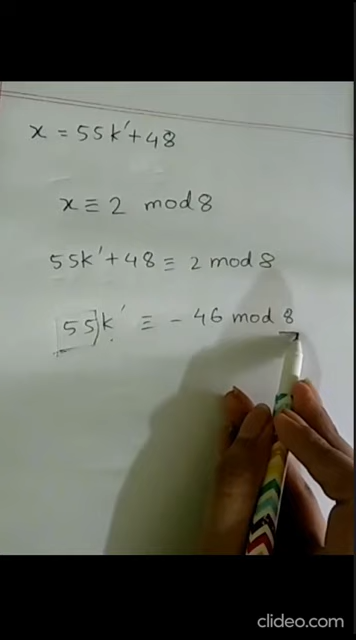 x = 55k'+48
x ≡ 2 mod 8
55k'+48 ≡ 2 mod 8
55k' ≡ -46 mod 8
clideo.com